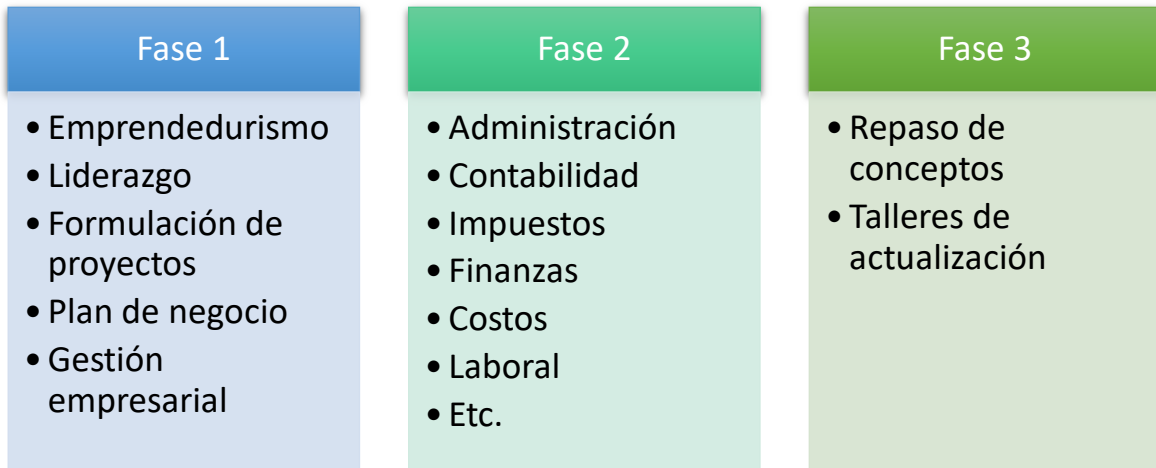 Fase 1
• Emprendedurismo
• Liderazgo
• Formulación de
proyectos
• Plan de negocio
• Gestión
empresarial
Fase 2
• Administración
• Contabilidad
• Impuestos
• Finanzas
• Costos
• Laboral
• Etc.
Fase 3
• Repaso de
conceptos
• Talleres de
actualización